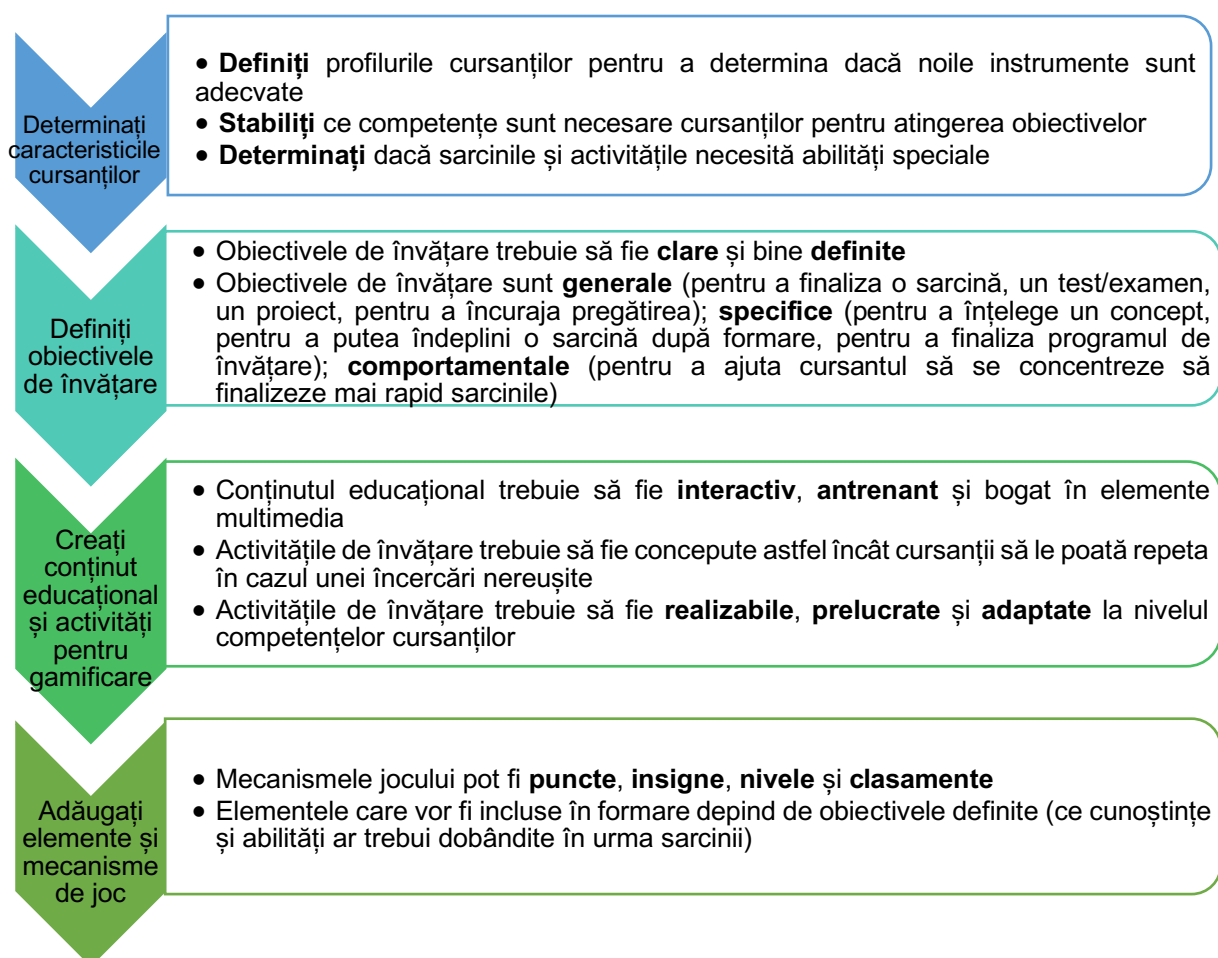 Determinați
caracteristicile
cursanților
• Definiți profilurile cursanților pentru a determina dacă noile instrumente sunt
adecvate
• Stabiliți ce competențe sunt necesare cursanților pentru atingerea obiectivelor
• Determinați dacă sarcinile și activitățile necesită abilități speciale
Definiți
obiectivele
de învățare
• Obiectivele de învățare trebuie să fie clare și bine definite
• Obiectivele de învățare sunt generale (pentru a finaliza o sarcină, un test/examen,
un proiect, pentru a încuraja pregătirea); specifice (pentru a înțelege un concept,
pentru a putea îndeplini o sarcină după formare, pentru a finaliza programul de
învățare); comportamentale (pentru a ajuta cursantul să se concentreze să
finalizeze mai rapid sarcinile)
Creați
conținut
educațional
și activități
pentru
gamificare
• Conținutul educațional trebuie să fie interactiv, antrenant și bogat în elemente
multimedia
• Activitățile de învățare trebuie să fie concepute astfel încât cursanții să le poată repeta
în cazul unei încercări nereușite
• Activitățile de învățare trebuie să fie realizabile, prelucrate și adaptate la nivelul
competențelor cursanților
Adăugați
elemente și
mecanisme
de joc
• Mecanismele jocului pot fi puncte, insigne, nivele și clasamente
• Elementele care vor fi incluse în formare depind de obiectivele definite (ce cunoștințe
și abilități ar trebui dobândite în urma sarcinii)